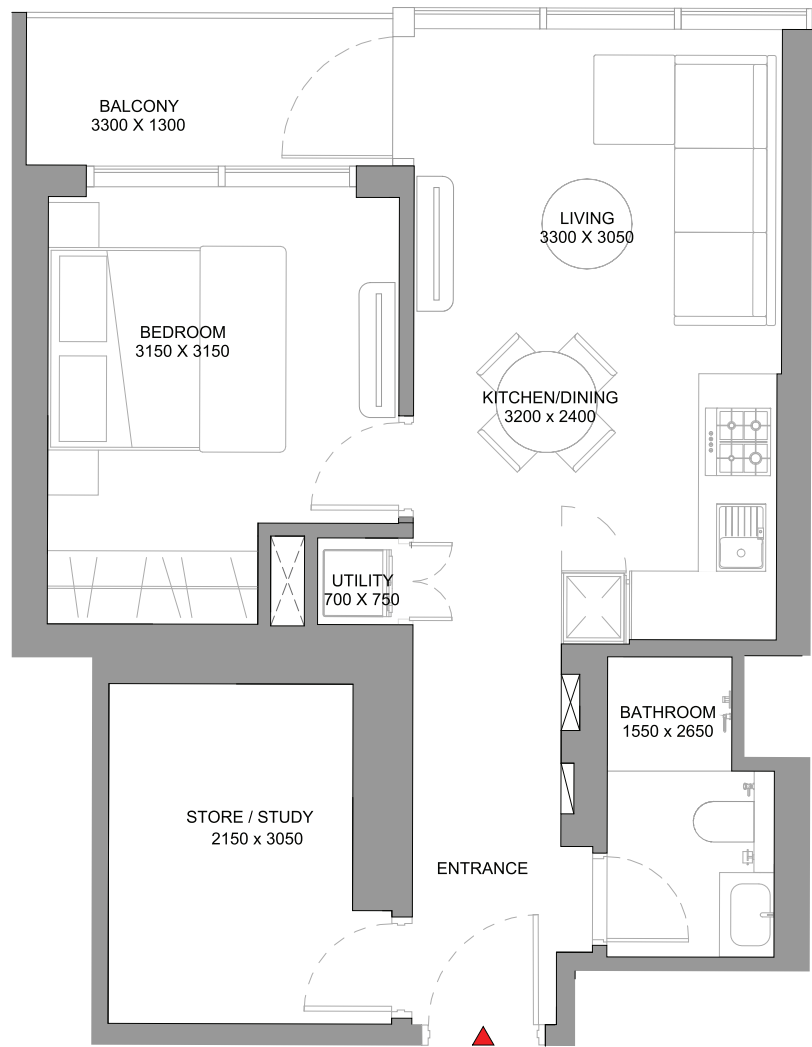 BALCONY
3300 X 1300
LIVING
3300 X 3050
BEDROOM
3150 X 3150
KITCHEN/DINING
3200 x 2400
UTILITY
700 X 750
BATHROOM
1550 x 2650
STORE / STUDY
2150 x 3050
ENTRANCE